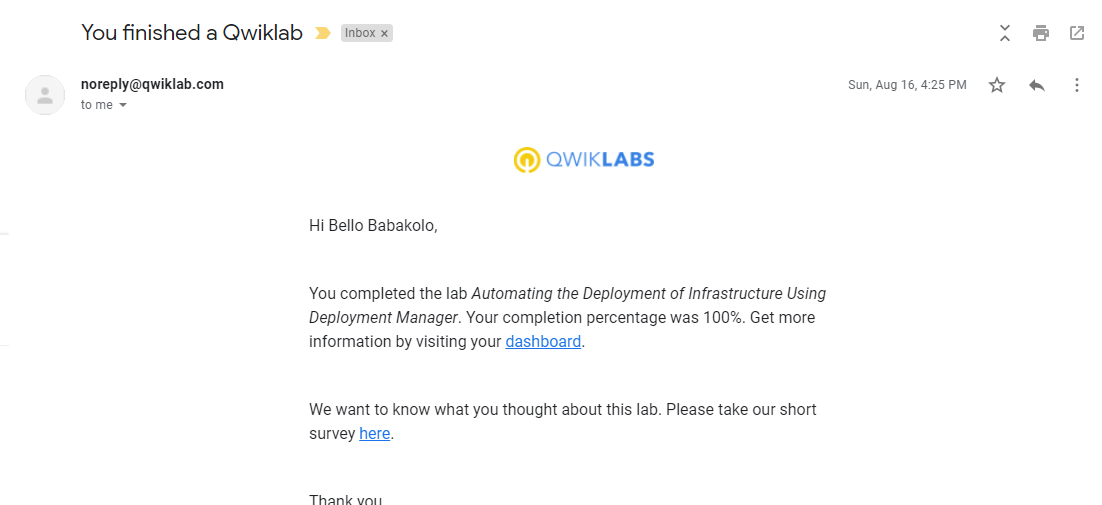 You finished a Qwiklab
Inbox ×
noreply@qwiklab.com
Sun, Aug 16, 4:25 PM
to me
QWIKLABS
Hi Bello Babakolo,
You completed the lab Automating the Deployment of Infrastructure Using
Deployment Manager. Your completion percentage was 100%. Get more
information by visiting your dashboard.
We want to know what you thought about this lab. Please take our short
survey here.
Thank you